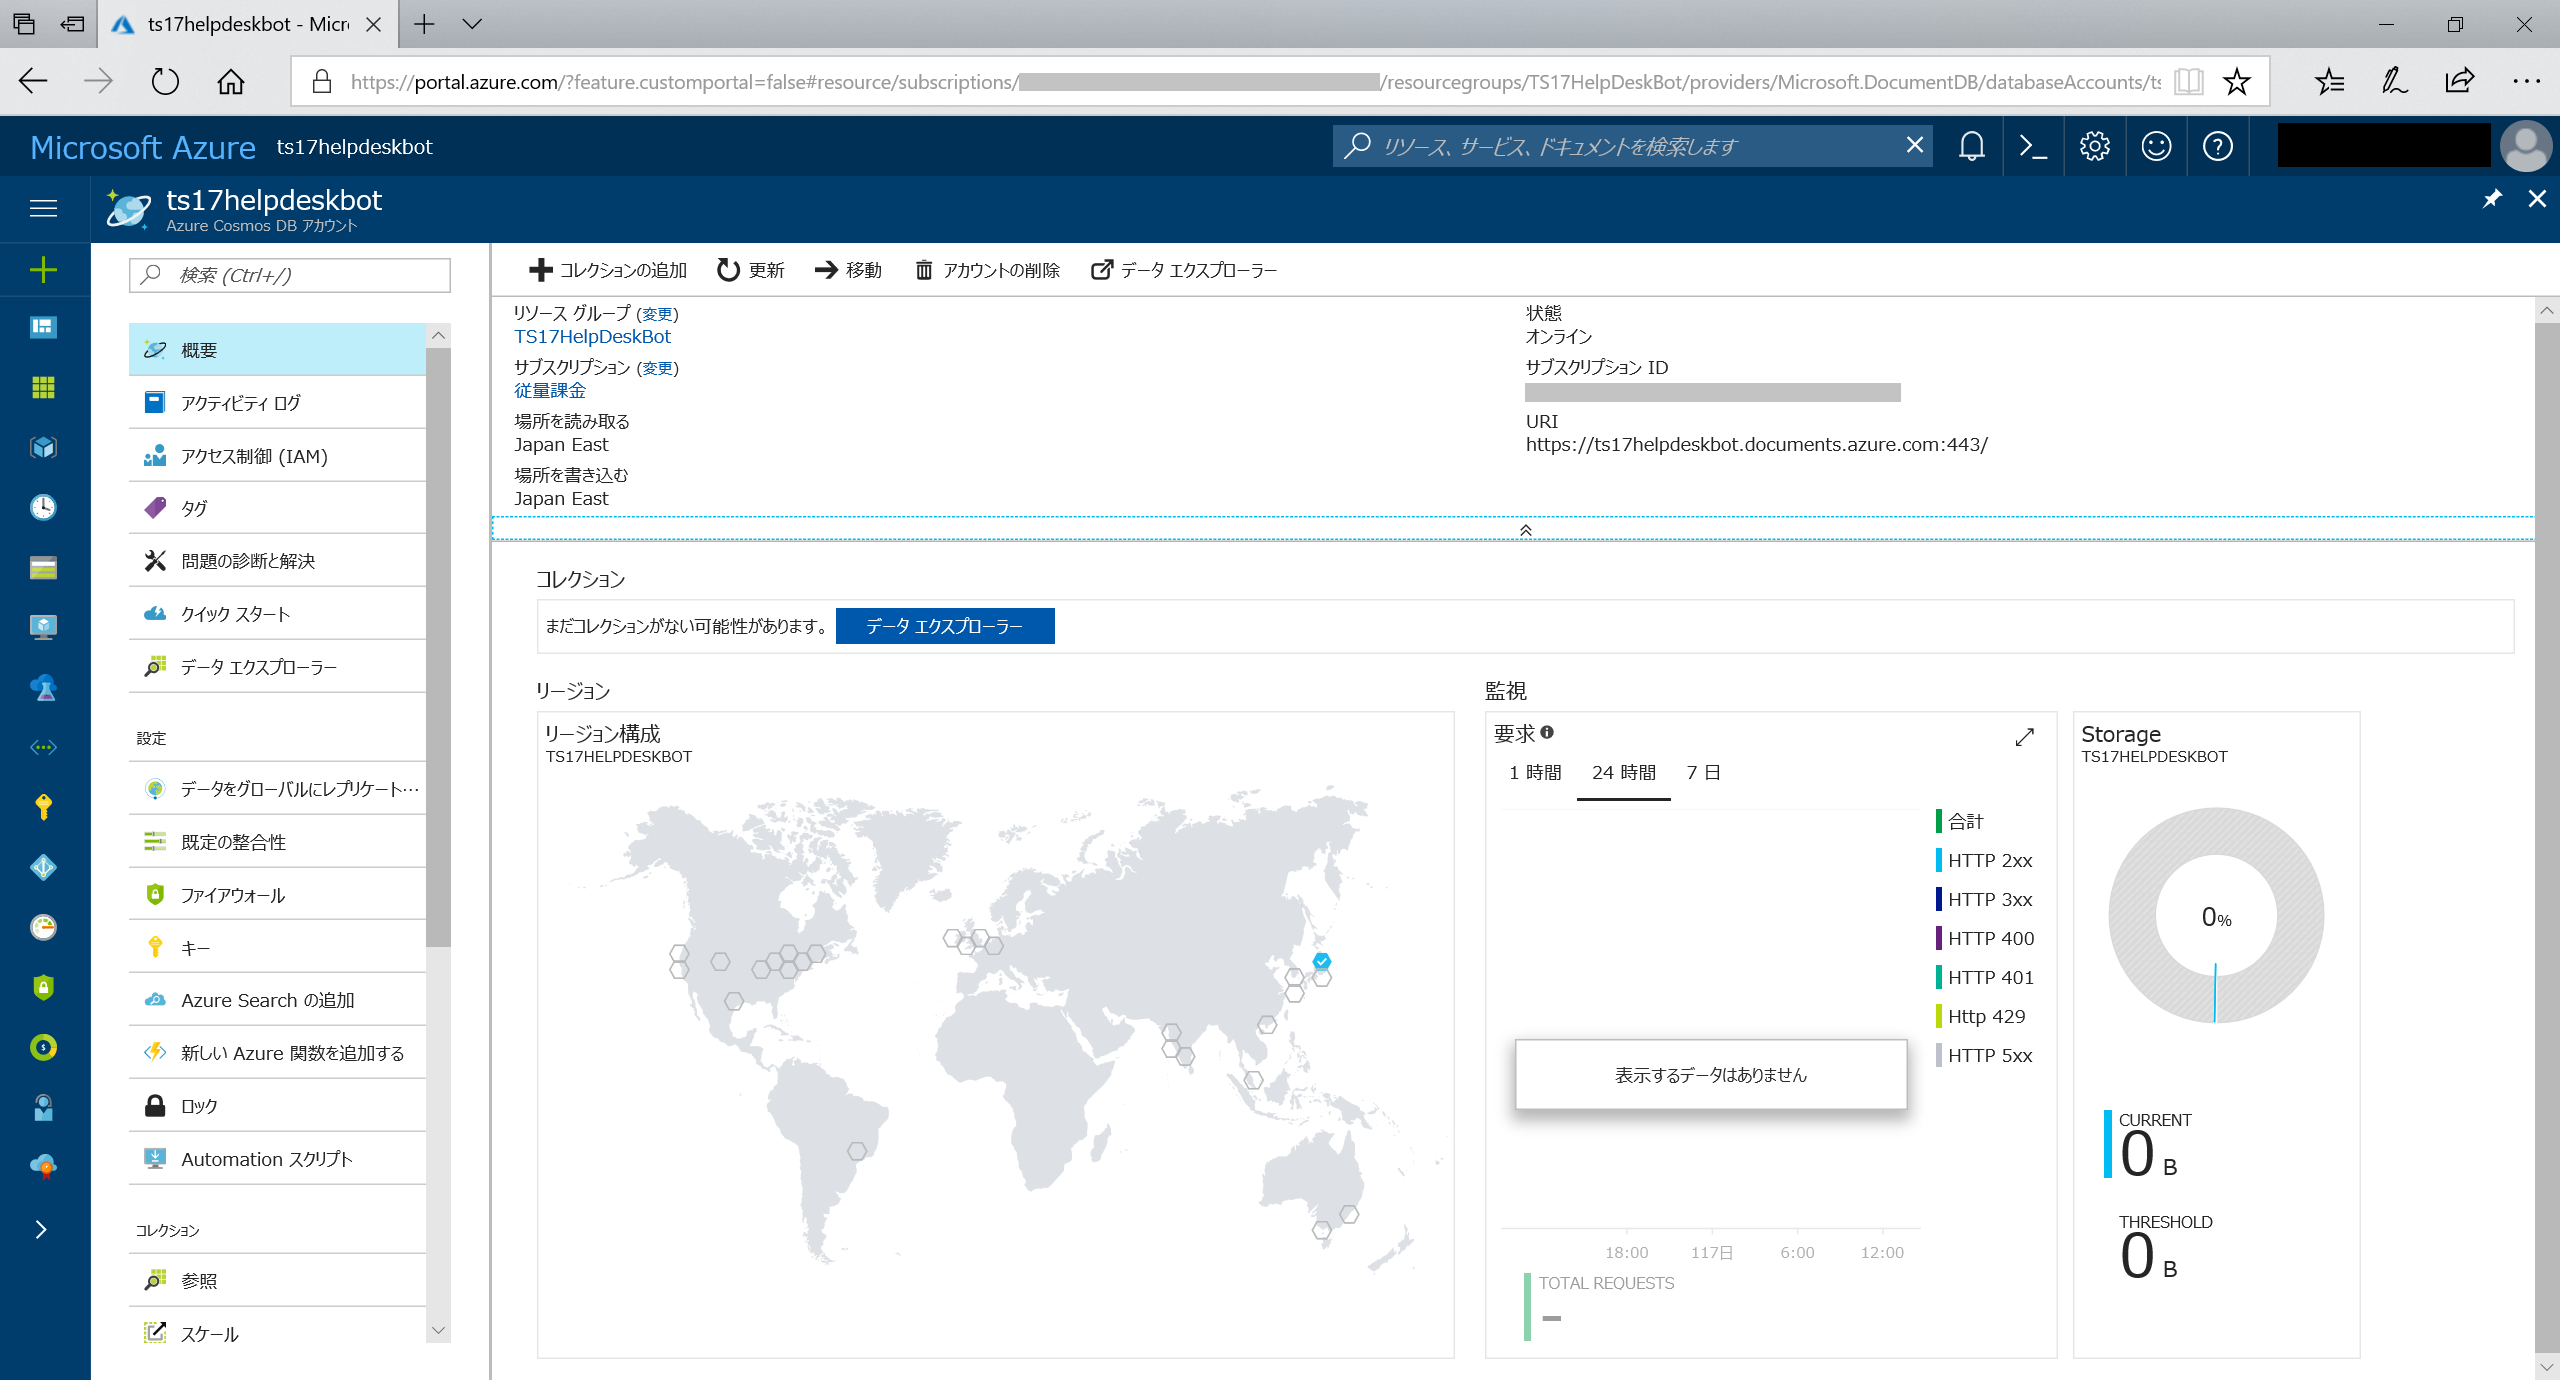 ts17helpdeskbot - Micr
https://portal.azure.com/?feature.customportal=false#resource/subscriptions/
/resourcegroups/TS17HelpDeskBot/providers/Microsoft.DocumentDB/databaseAccounts/ts
Microsoft Azure ts17helpdeskbot
リソース、サービス、ドキュメントを検索します
ts17helpdeskbot
Azure Cosmos DB アカウント
検索 (Ctrl+/)
概要
アクティビティ ログ
アクセス制御 (IAM)
タグ
問題の診断と解決
クイック スタート
データ エクスプローラー
設定
データをグローバルにレプリケート…
既定の整合性
ファイアウォール
キー
Azure Search の追加
新しい Azure 関数を追加する
ロック
Automation スクリプト
コレクション
参照
スケール
コレクションの追加 更新 移動 アカウントの削除 データ エクスプローラー
リソース グループ (変更)
TS17HelpDeskBot
サブスクリプション (変更)
従量課金
場所を読み取る
Japan East
場所を書き込む
Japan East
状態
オンライン
サブスクリプション ID
URI
https://ts17helpdeskbot.documents.azure.com:443/
コレクション
まだコレクションがない可能性があります。 データ エクスプローラー
リージョン
リージョン構成
TS17HELPDESKBOT
監視
要求
1 時間 24 時間 7 日
合計
HTTP 2xx
HTTP 3xx
HTTP 400
HTTP 401
Http 429
HTTP 5xx
表示するデータはありません
18:00 117日 6:00 12:00
TOTAL REQUESTS
--
Storage
TS17HELPDESKBOT
0%
CURRENT
0 B
THRESHOLD
0 B